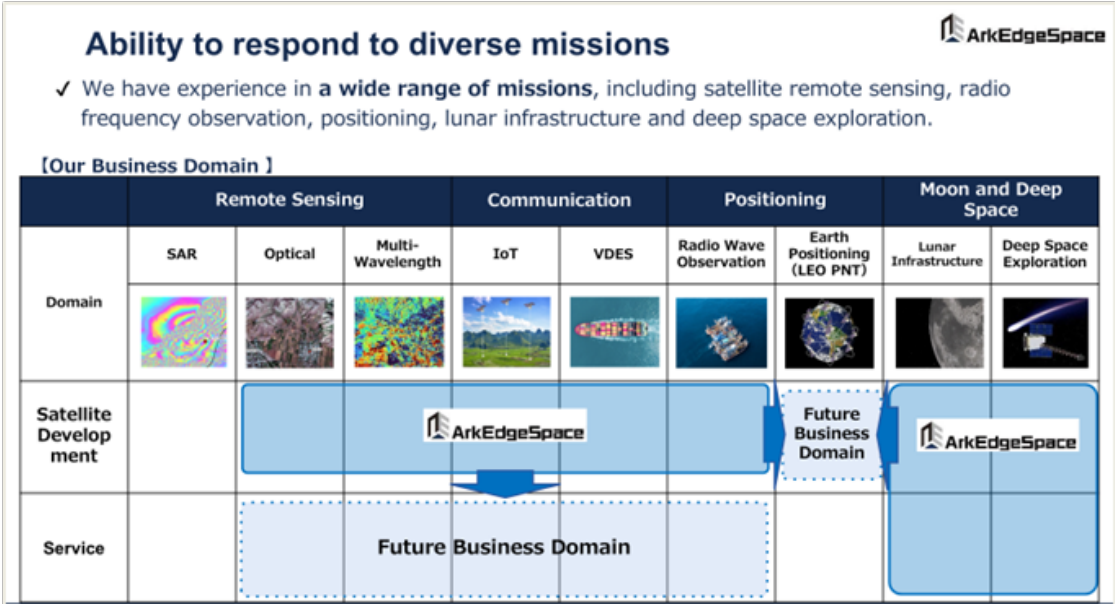 Ability to respond to diverse missions
ArkEdgeSpace
✓ We have experience in a wide range of missions, including satellite remote sensing, radio
frequency observation, positioning, lunar infrastructure and deep space exploration.
【Our Business Domain 】
Remote Sensing
Communication
Positioning
Moon and Deep
Space
Domain
SAR
Optical
Multi-
Wavelength
IoT
VDES
Radio Wave
Observation
Earth
Positioning
(LEO PNT)
Lunar
Infrastructure
Deep Space
Exploration
Satellite
Develop
ment
ArkEdgeSpace
Future
Business
Domain
ArkEdgeSpace
Service
Future Business Domain